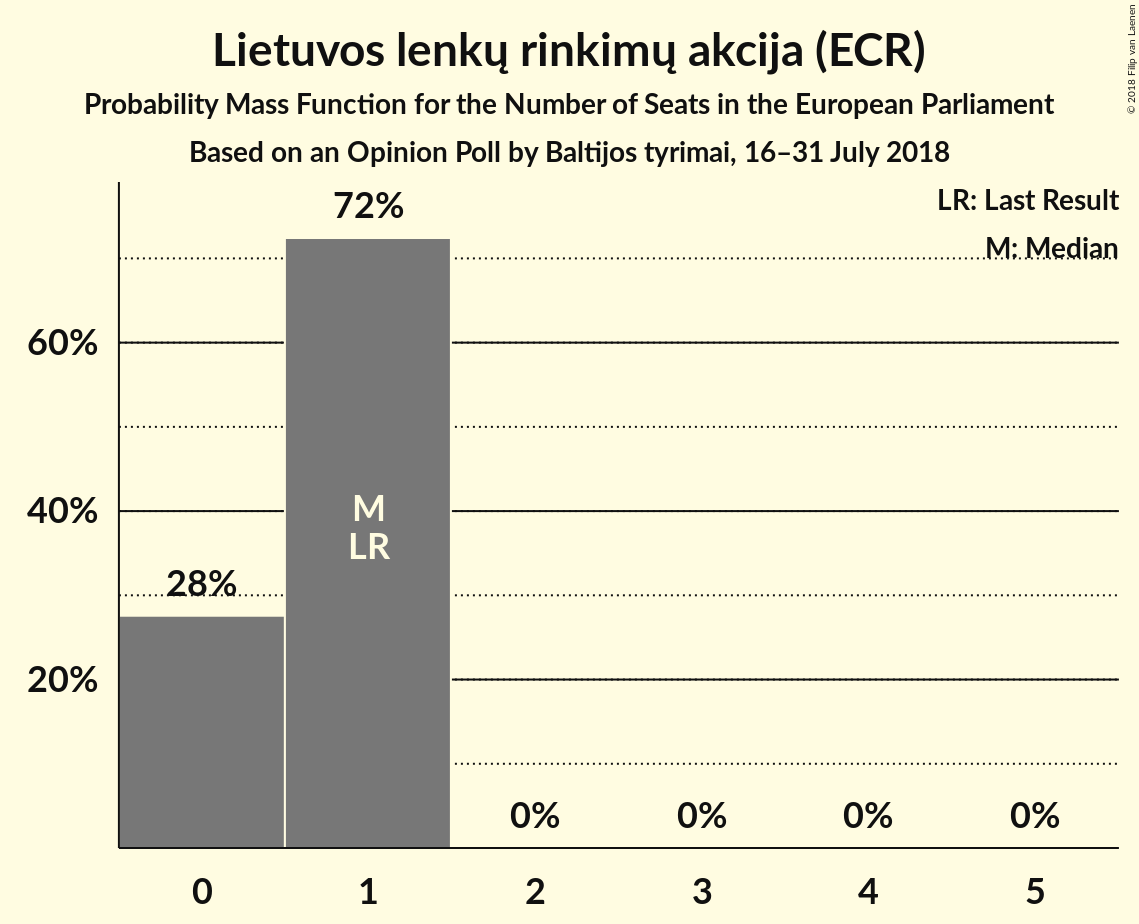 Lietuvos lenkų rinkimų akcija (ECR)
Probability Mass Function for the Number of Seats in the European Parliament
Based on an Opinion Poll by Baltijos tyrimai, 16–31 July 2018
© 2018 Filip van Laenen
LR: Last Result
M: Median
72%
60%
40%
M
LR
28%
20%
0% 0% 0% 0%
0 1 2 3 4 5